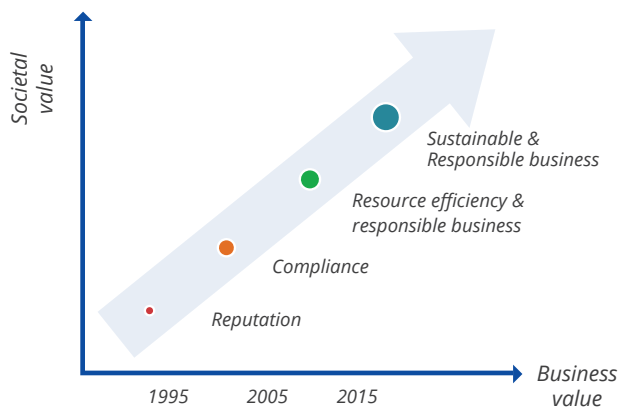 Societal
value
Sustainable &
Responsible business
Resource efficiency &
responsible business
Compliance
Reputation
Business
value
1995 2005 2015